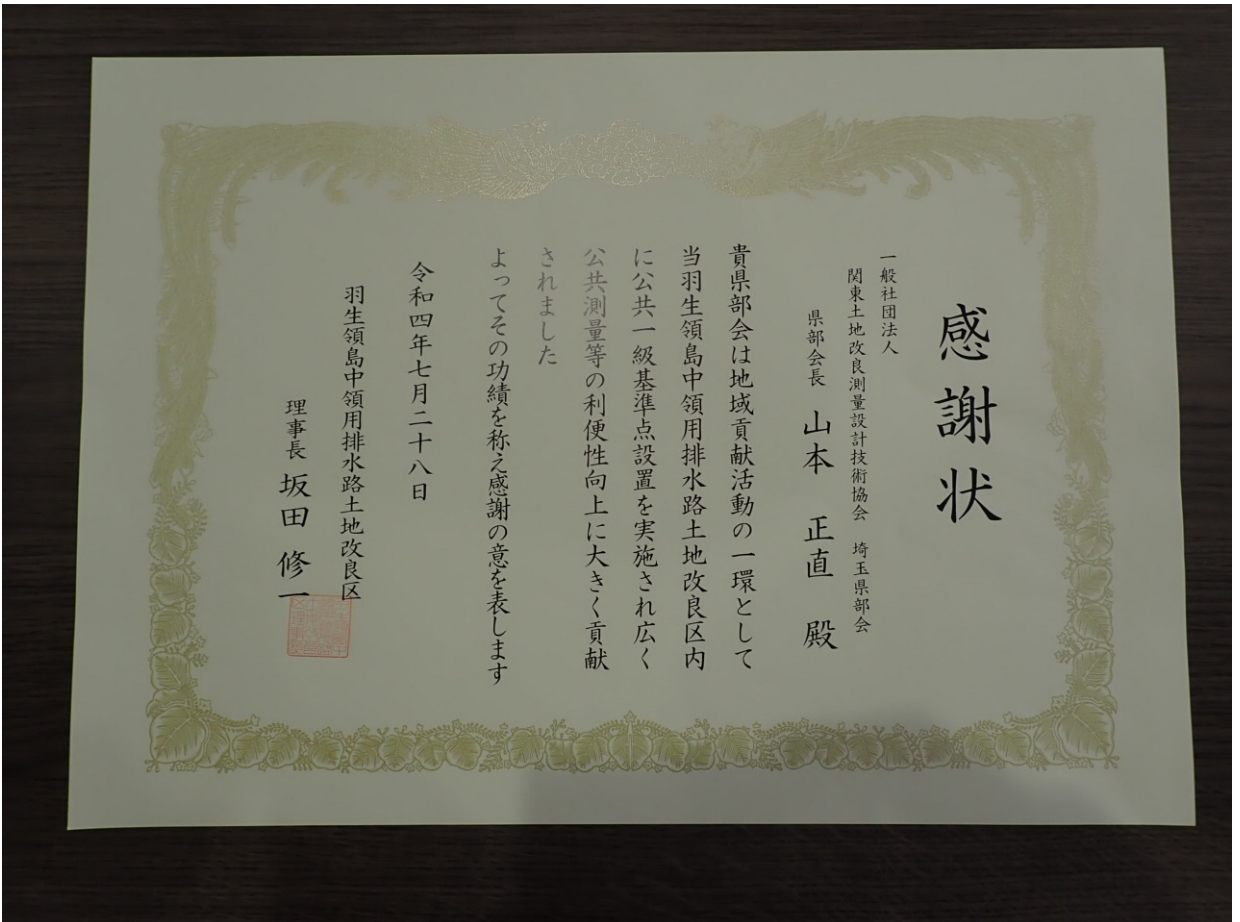 感謝状
一般社団法人
関東土地改良測量設計技術協会　埼玉県部会
県部会長　山本　正直　殿
貴県部会は地域貢献活動の一環として
当羽生領島中領用排水路土地改良区内
に公共一級基準点設置を実施され広く
公共測量等の利便性向上に大きく貢献
されました
よってその功績を称え感謝の意を表します
令和四年七月二十八日
羽生領島中領用排水路土地改良区
理事長　坂田　修一